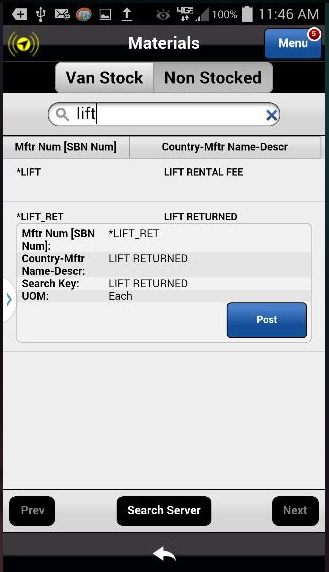 4G LTE 100% 11:46 AM
Materials
Menu 5
Van Stock Non Stocked
lift
Mftr Num [SBN Num] Country-Mftr Name-Descr
*LIFT LIFT RENTAL FEE
*LIFT_RET LIFT RETURNED
Mftr Num [SBN *LIFT_RET
Num]:
Country-Mftr LIFT RETURNED
Name-Descr:
Search Key: LIFT RETURNED
UOM: Each
Post
Prev Search Server Next